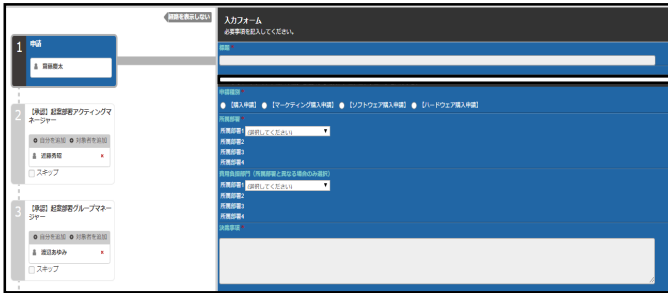 経路を表示しない
1 申請
齋藤慶太
2 【承認】起案部署アクティングマ
ネージャー
自分を追加 対象者を追加
近藤秀昭 ×
スキップ
3 【承認】起案部署グループマネー
ジャー
自分を追加 対象者を追加
渡辺あゆみ ×
スキップ
入力フォーム
必要事項を記入してください。
標題 *
申請種別 *
【購入申請】 【マーケティング購入申請】 【ソフトウェア購入申請】 【ハードウェア購入申請】
所属部署 *
所属部署1 (選択してください)
所属部署2
所属部署3
所属部署4
費用負担部門（所属部署と異なる場合のみ選択）
所属部署1 (選択してください)
所属部署2
所属部署3
所属部署4
決裁事項 *